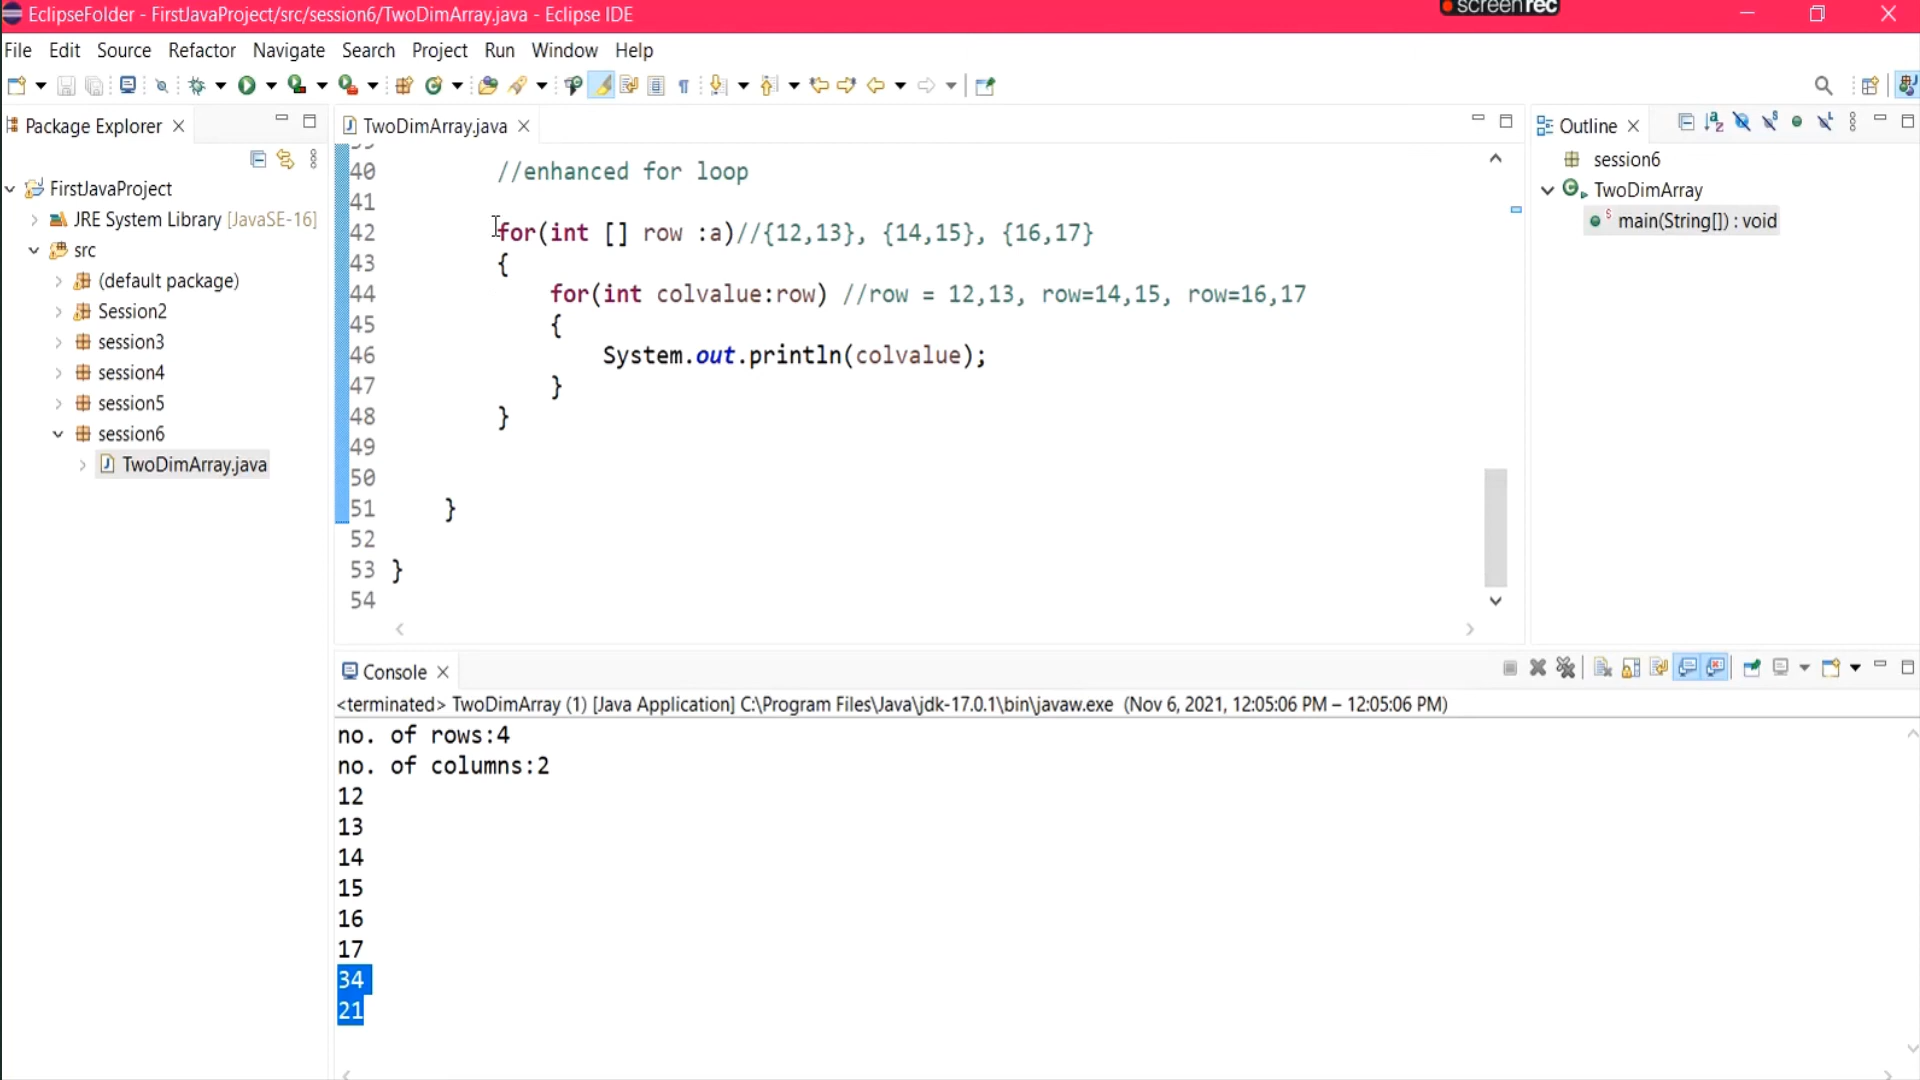 EclipseFolder - FirstJavaProject/src/session6/TwoDimArray.java - Eclipse IDE
screenrec
File Edit Source Refactor Navigate Search Project Run Window Help
Package Explorer
FirstJavaProject
JRE System Library [JavaSE-16]
src
(default package)
Session2
session3
session4
session5
session6
TwoDimArray.java
TwoDimArray.java
40 //enhanced for loop
41
42 for(int [] row :a)//{12,13}, {14,15}, {16,17}
43 {
44 for(int colvalue:row) //row = 12,13, row=14,15, row=16,17
45 {
46 System.out.println(colvalue);
47 }
48 }
49
50
51 }
52
53 }
54
Outline
session6
TwoDimArray
main(String[]) : void
Console
<terminated> TwoDimArray (1) [Java Application] C:\Program Files\Java\jdk-17.0.1\bin\javaw.exe (Nov 6, 2021, 12:05:06 PM – 12:05:06 PM)
no. of rows:4
no. of columns:2
12
13
14
15
16
17
34
21